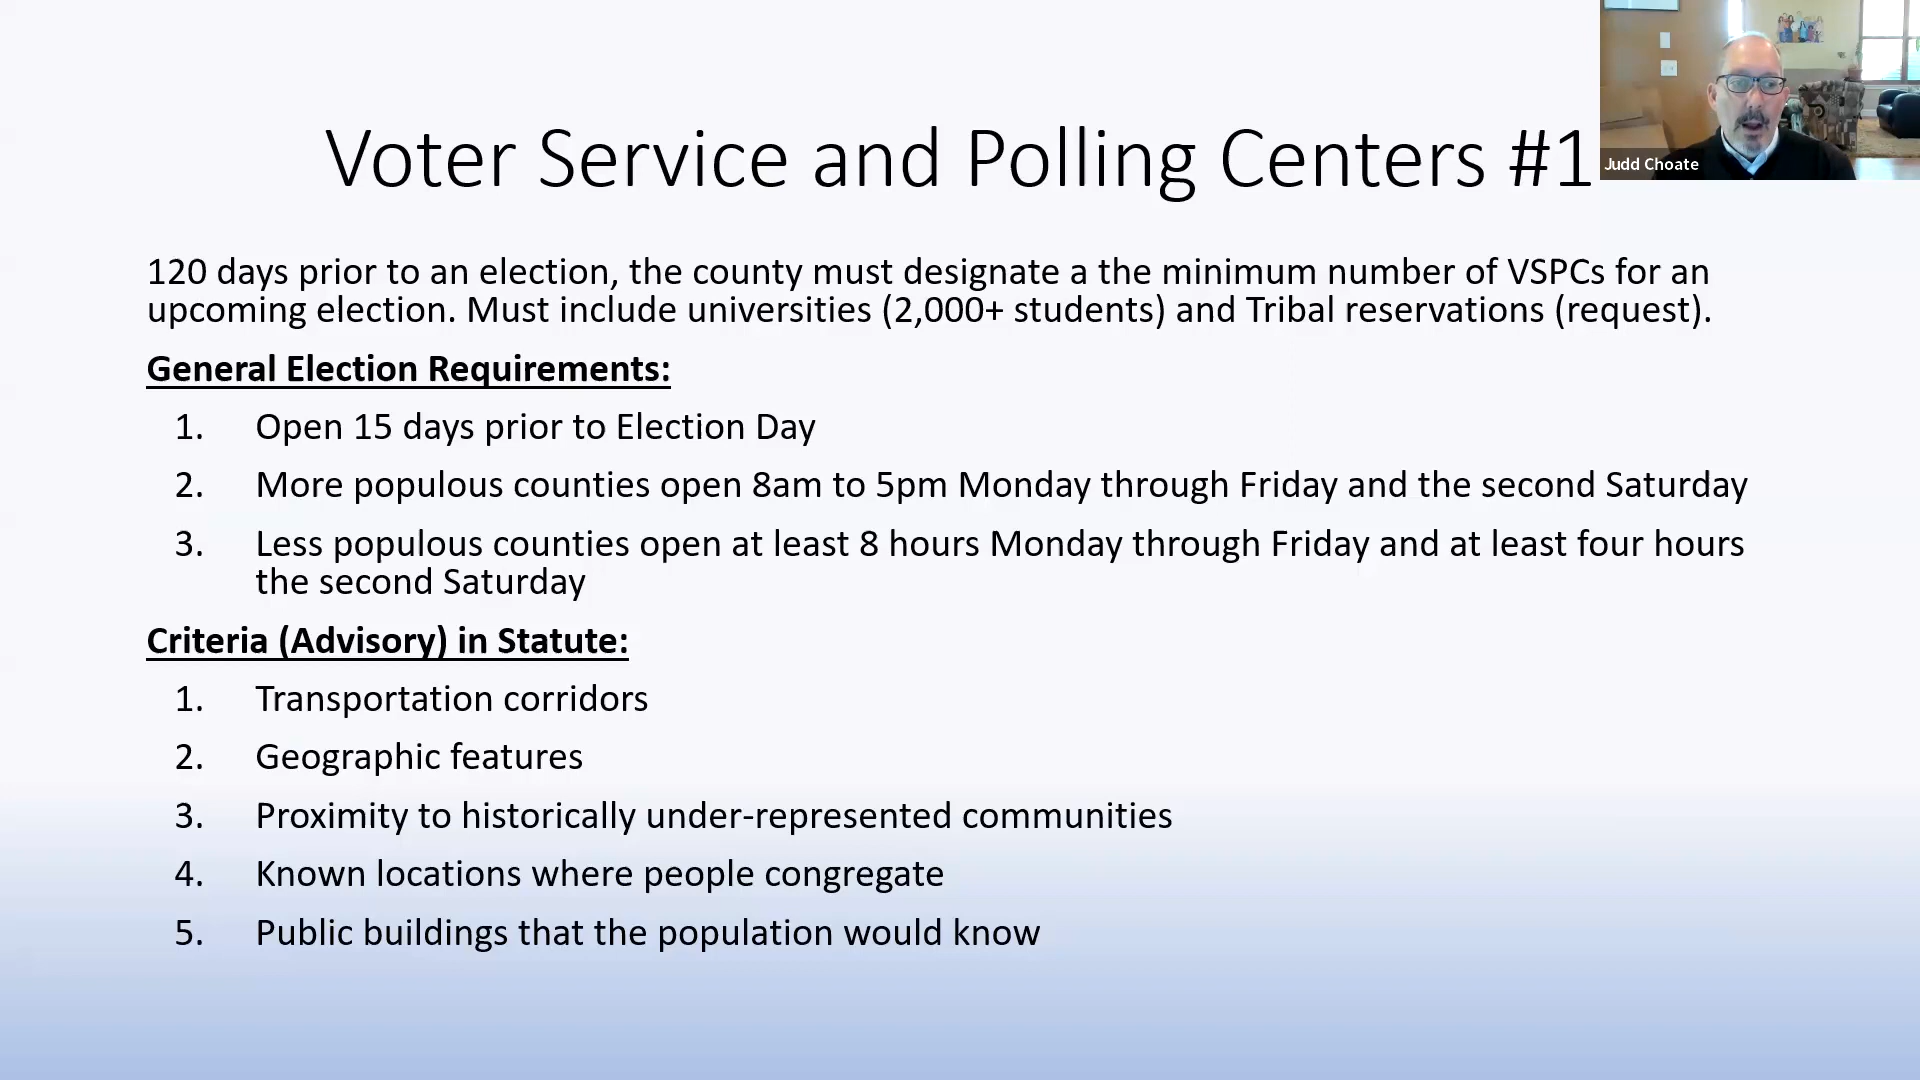 Voter Service and Polling Centers #1
Judd Choate
120 days prior to an election, the county must designate a the minimum number of VSPCs for an
upcoming election. Must include universities (2,000+ students) and Tribal reservations (request).
General Election Requirements:
1. Open 15 days prior to Election Day
2. More populous counties open 8am to 5pm Monday through Friday and the second Saturday
3. Less populous counties open at least 8 hours Monday through Friday and at least four hours
the second Saturday
Criteria (Advisory) in Statute:
1. Transportation corridors
2. Geographic features
3. Proximity to historically under-represented communities
4. Known locations where people congregate
5. Public buildings that the population would know